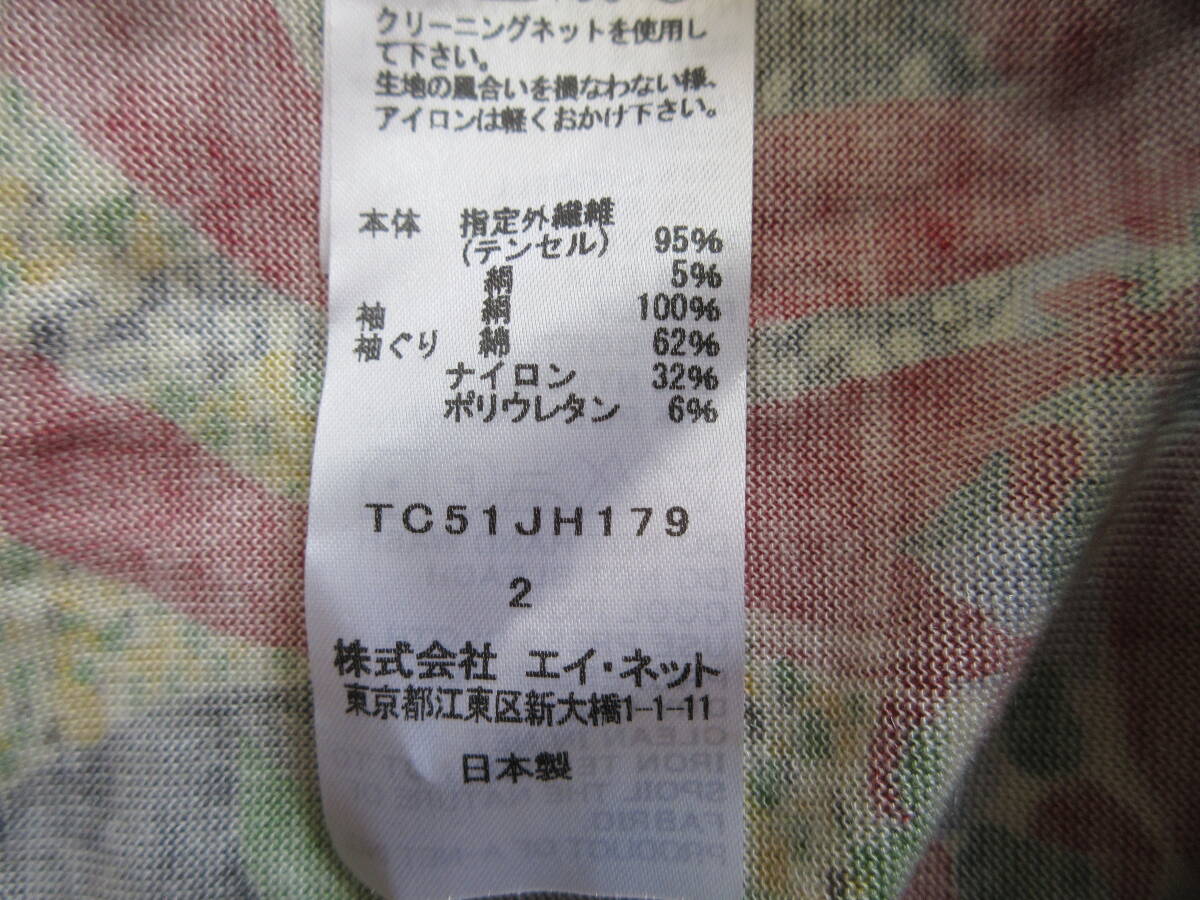 クリーニングネットを使用し
て下さい。
生地の風合いを損なわない様、
アイロンは軽くおかけ下さい。
本体 指定外繊維
(テンセル) 95%
絹 5%
袖 絹 100%
袖ぐり 綿 62%
ナイロン 32%
ポリウレタン 6%
TC51JH179
2
株式会社 エイ・ネット
東京都江東区新大橋1-1-11
日本製